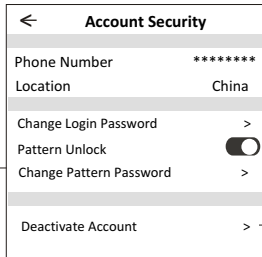 ← Account Security
Phone Number ********
Location China
Change Login Password >
Pattern Unlock
Change Pattern Password >
Deactivate Account >